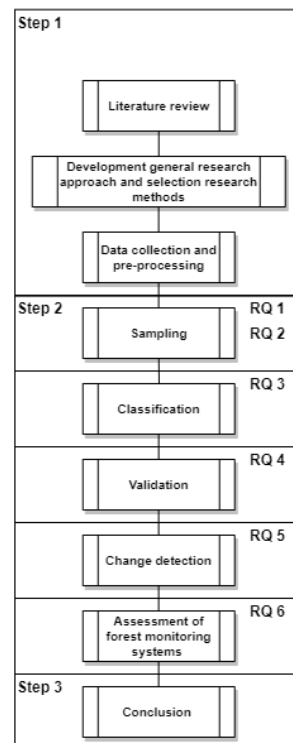 Step 1
Literature review
Development general research
approach and selection research
methods
Data collection and
pre-processing
Step 2
RQ 1
RQ 2
Sampling
RQ 3
Classification
RQ 4
Validation
RQ 5
Change detection
RQ 6
Assessment of
forest monitoring
systems
Step 3
Conclusion